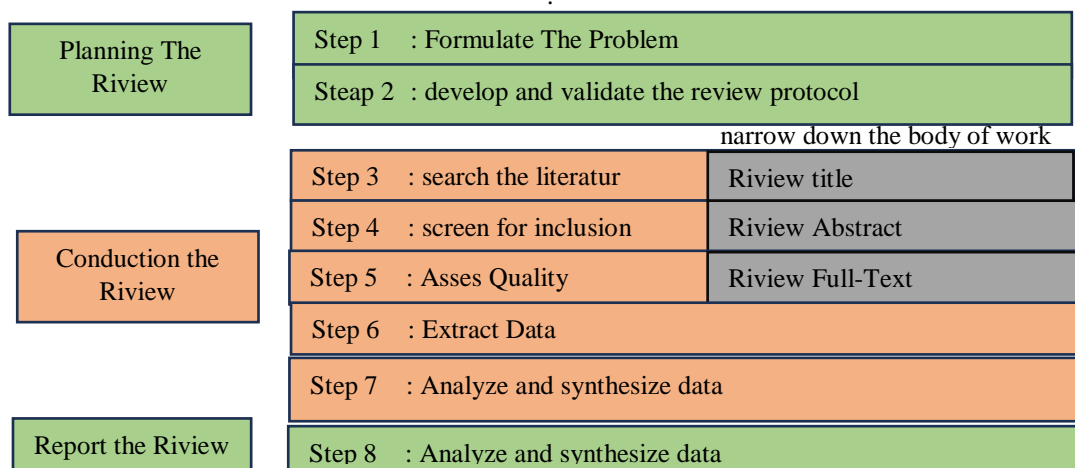 .
Planning The
Riview
Step 1 : Formulate The Problem
Steap 2 : develop and validate the review protocol
narrow down the body of work
Conduction the
Riview
Step 3 : search the literatur
Riview title
Step 4 : screen for inclusion
Riview Abstract
Step 5 : Asses Quality
Riview Full-Text
Step 6 : Extract Data
Step 7 : Analyze and synthesize data
Report the Riview
Step 8 : Analyze and synthesize data